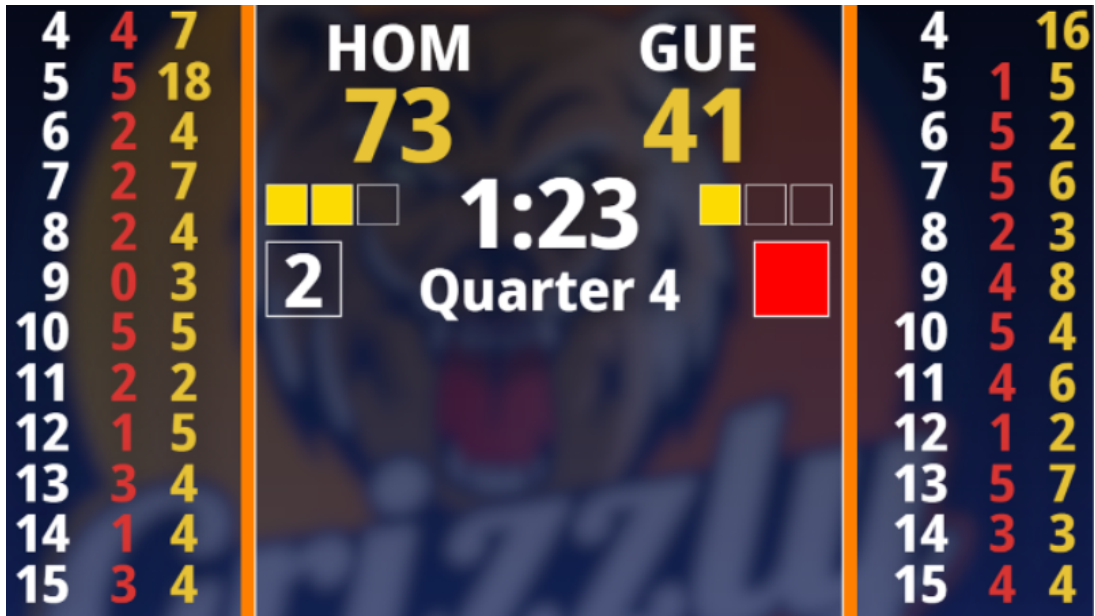 HOM GUE
73 41
1:23
2 Quarter 4
4 4 7
5 5 18
6 2 4
7 2 7
8 2 4
9 0 3
10 5 5
11 2 2
12 1 5
13 3 4
14 1 4
15 3 4
4 16
5 1 5
6 5 2
7 5 6
8 2 3
9 4 8
10 5 4
11 4 6
12 1 2
13 5 7
14 3 3
15 4 4
Grizzly